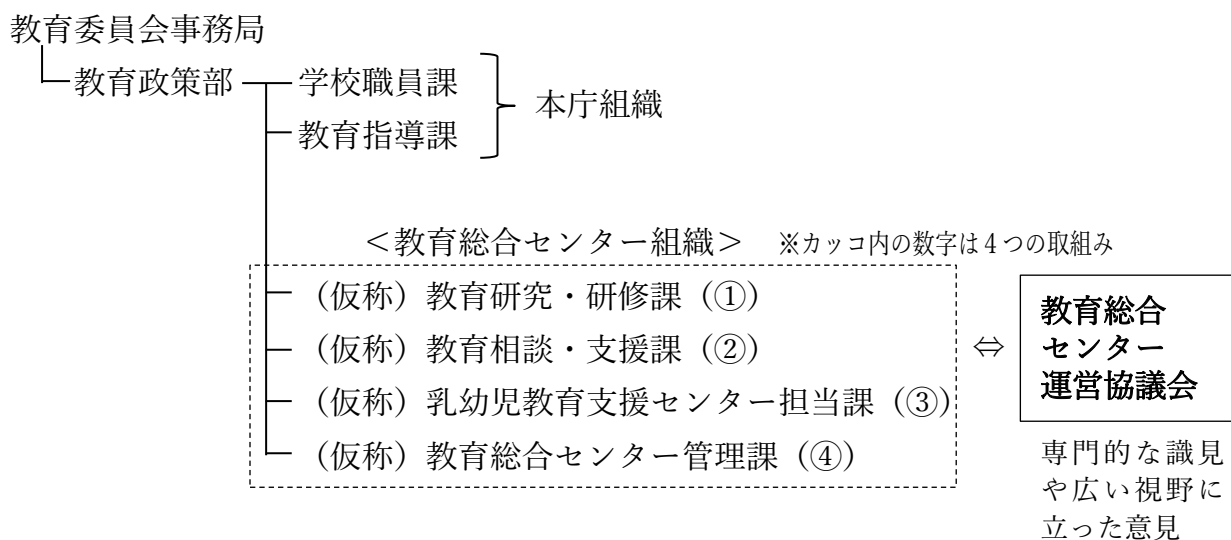 教育委員会事務局
教育政策部
学校職員課
教育指導課
本庁組織
＜教育総合センター組織＞　※カッコ内の数字は４つの取組み
（仮称）教育研究・研修課（①）
（仮称）教育相談・支援課（②）
（仮称）乳幼児教育支援センター担当課（③）
（仮称）教育総合センター管理課（④）
⇔
教育総合
センター
運営協議会
専門的な識見
や広い視野に
立った意見